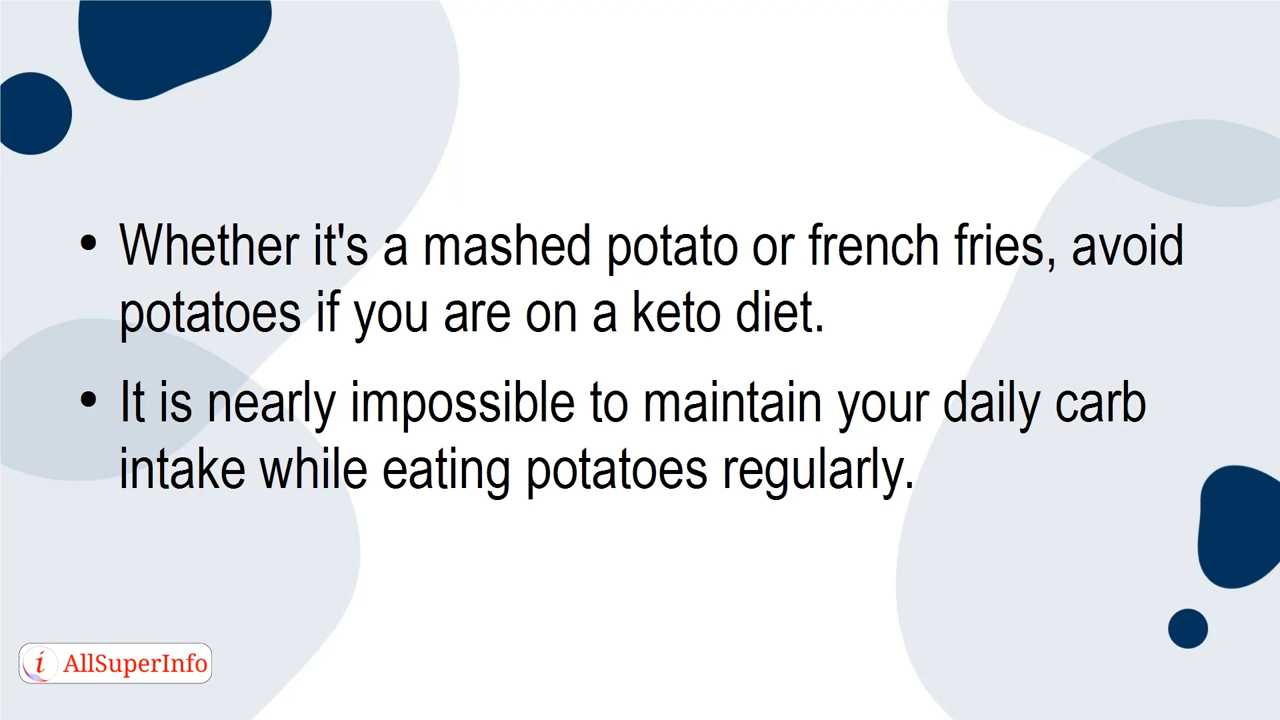 • Whether it's a mashed potato or french fries, avoid
potatoes if you are on a keto diet.
• It is nearly impossible to maintain your daily carb
intake while eating potatoes regularly.
i AllSuperInfo